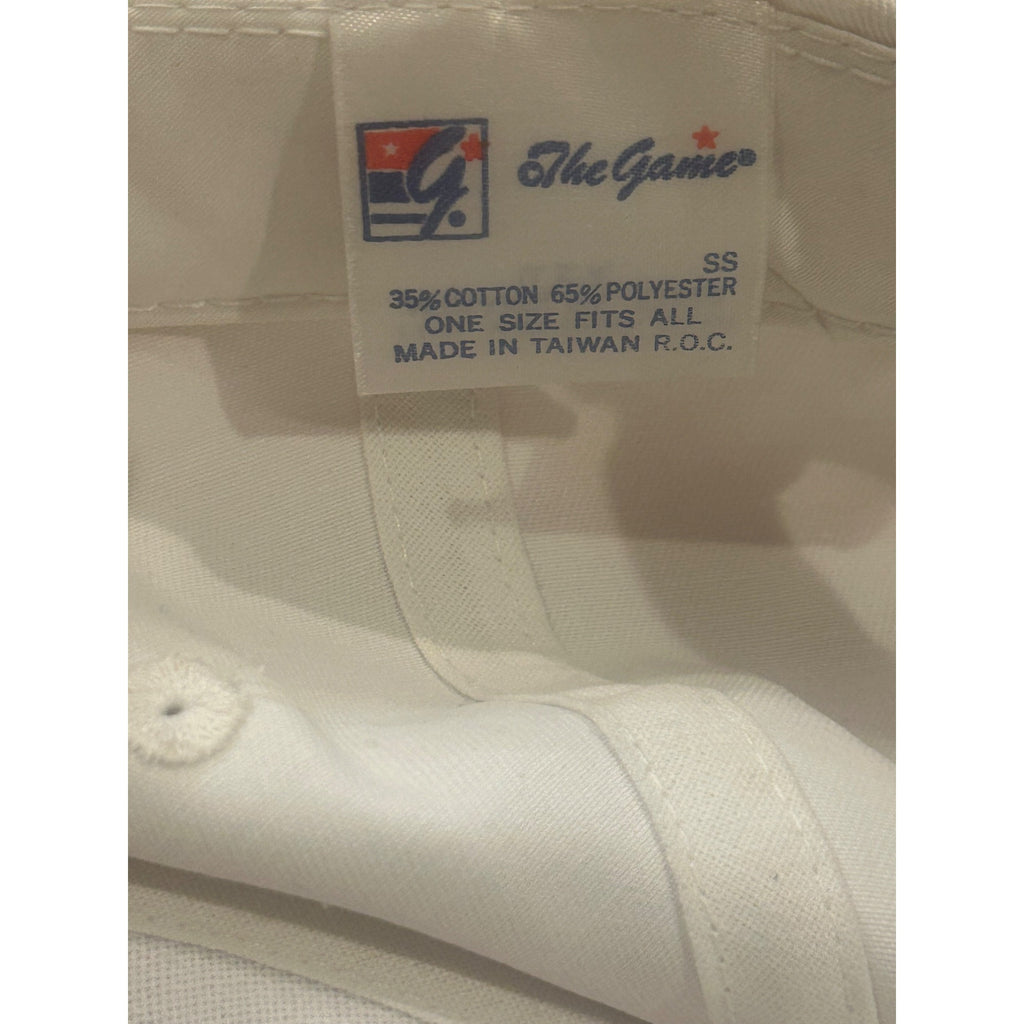 G
The Game®
SS
35% COTTON 65% POLYESTER
ONE SIZE FITS ALL
MADE IN TAIWAN R.O.C.